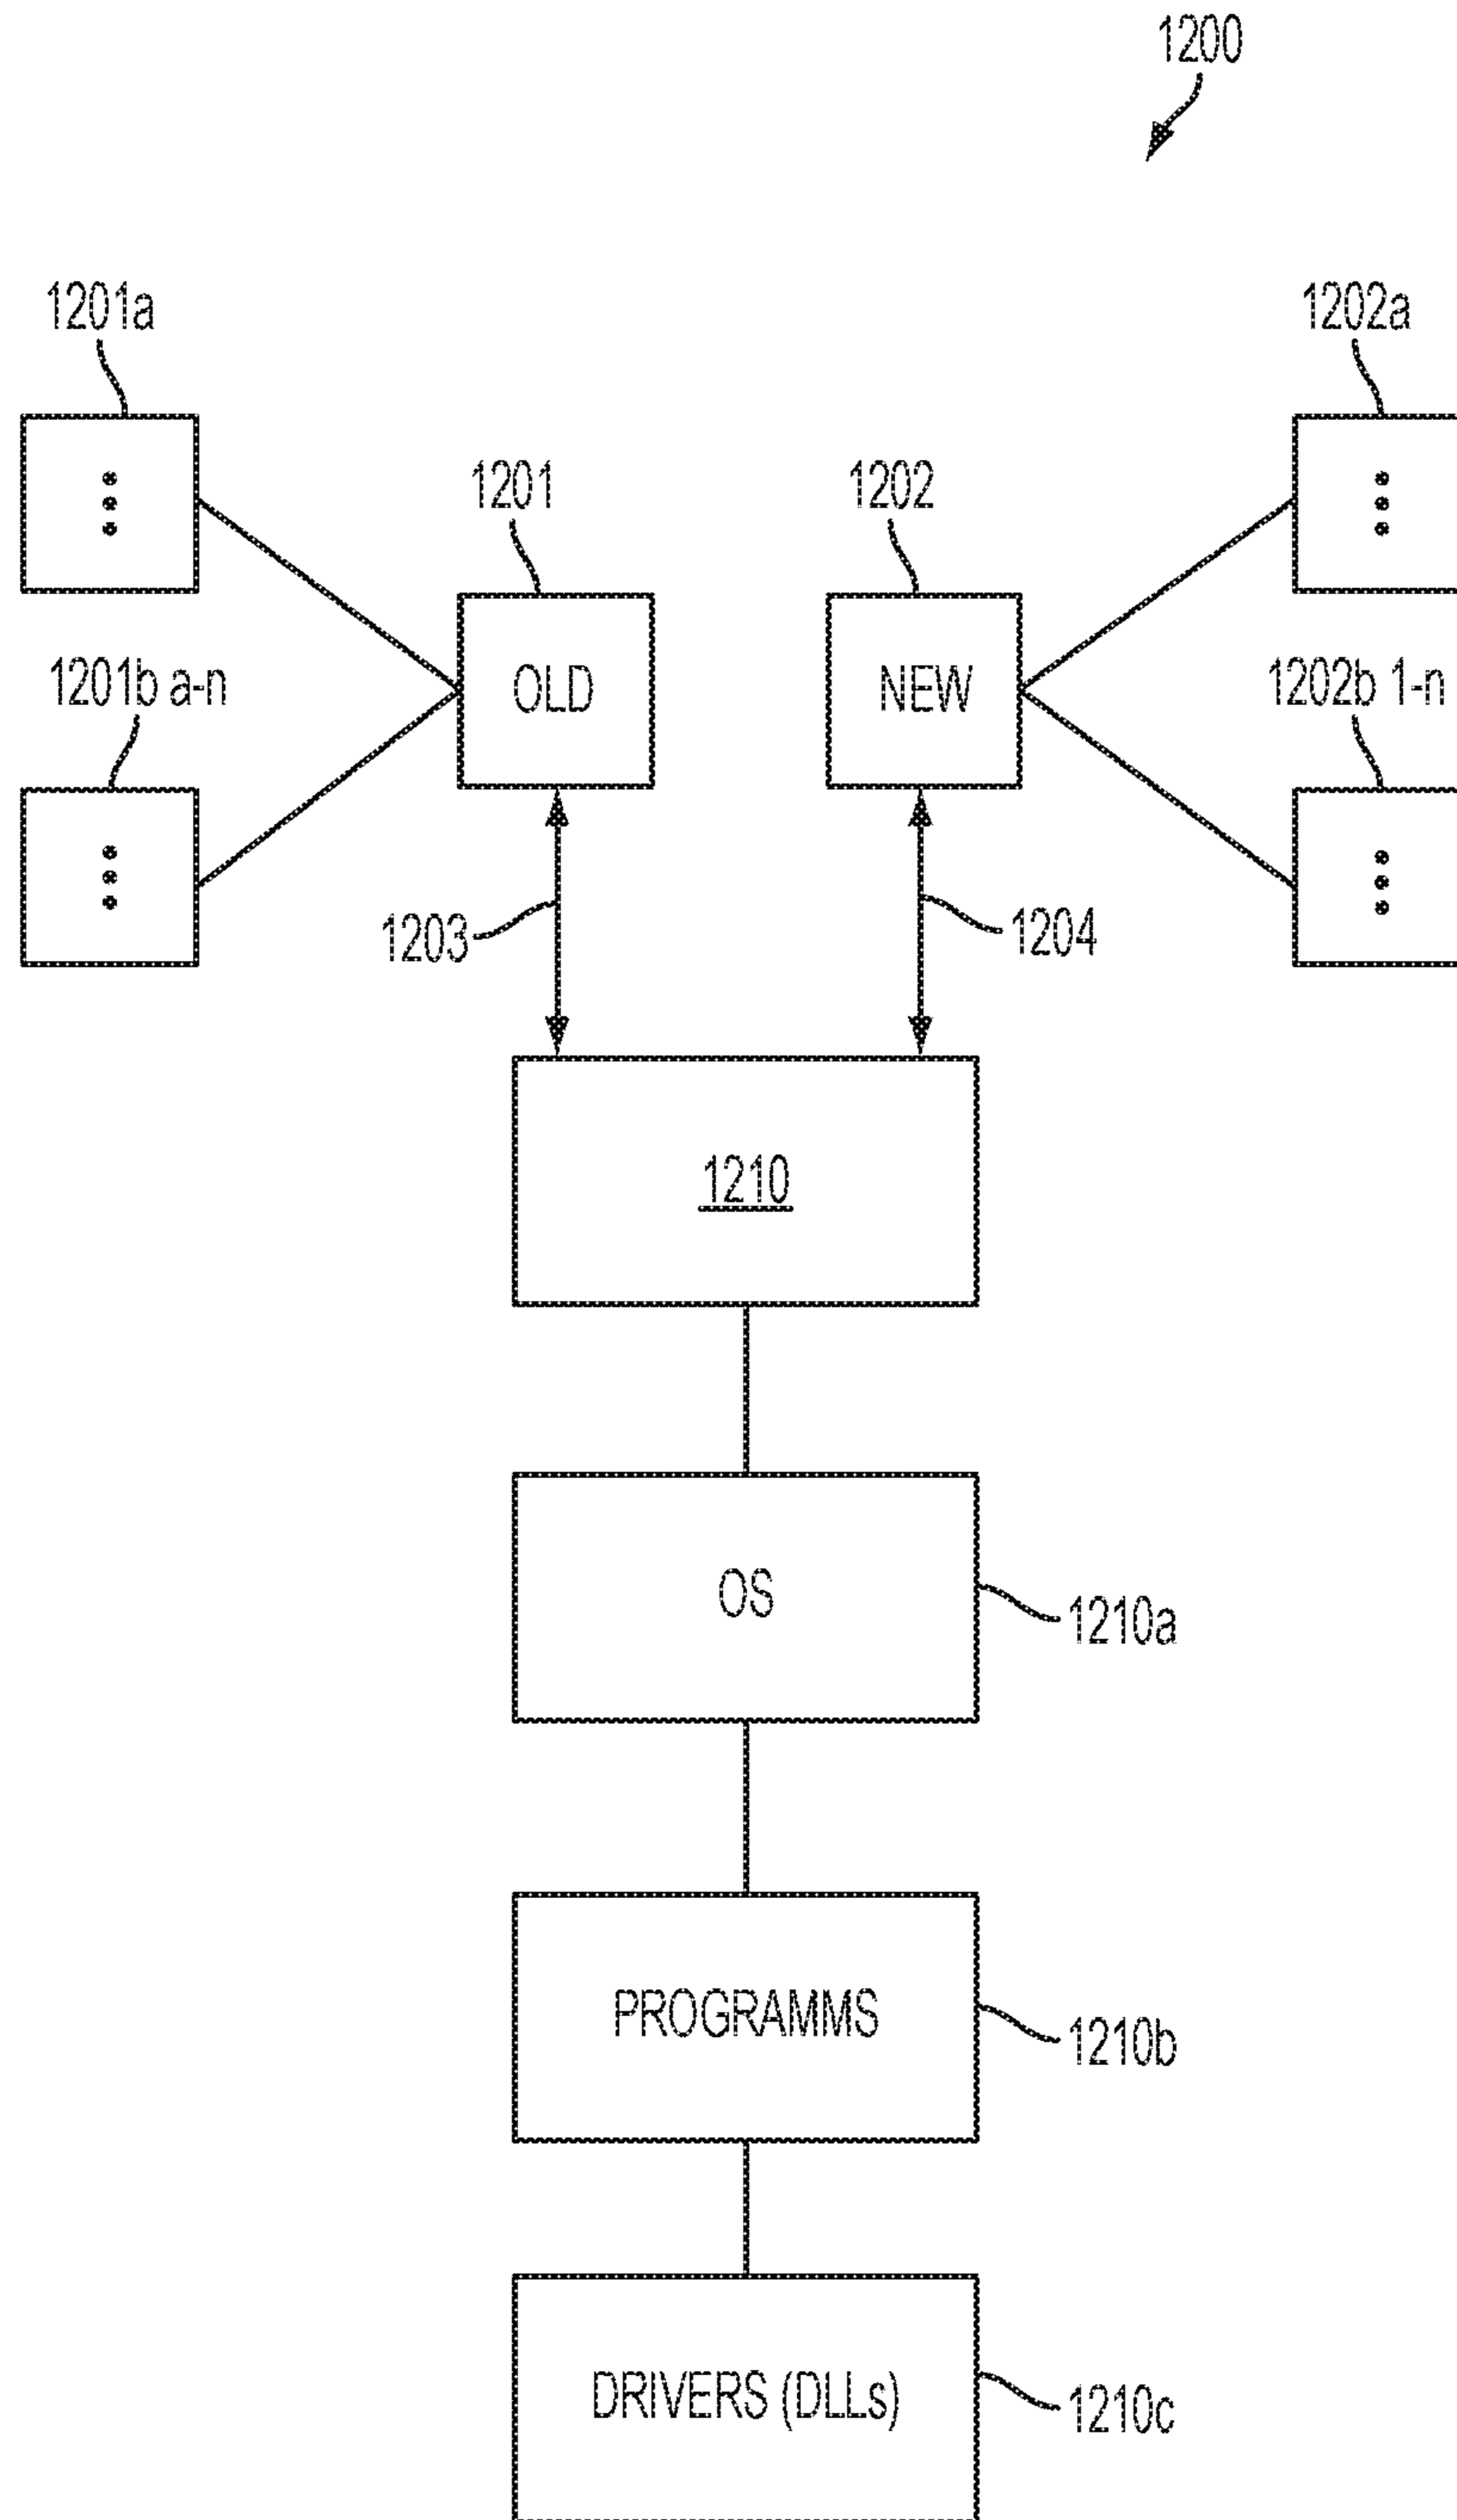 1200
1201a
1202a
1201
1202
OLD
NEW
1201b a-n
1202b 1-n
1203
1204
1210
OS
1210a
PROGRAMMS
1210b
DRIVERS (DLLs)
1210c